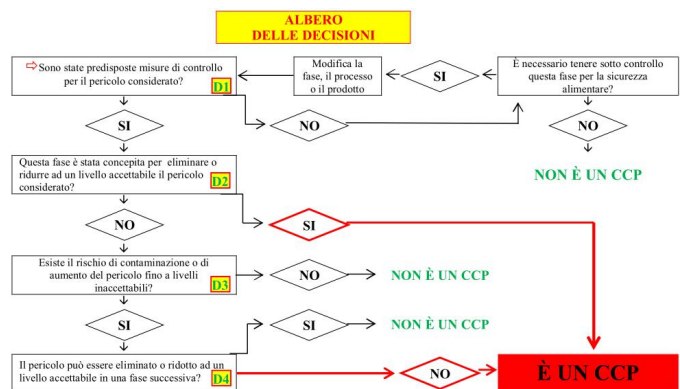 ALBERO
DELLE DECISIONI
⇨Sono state predisposte misure di controllo
per il pericolo considerato?
D1
Modifica la
fase, il processo
o il prodotto
SI
È necessario tenere sotto controllo
questa fase per la sicurezza
alimentare?
SI
NO
NO
NON È UN CCP
Questa fase è stata concepita per eliminare o
ridurre ad un livello accettabile il pericolo
considerato?
D2
NO
SI
Esiste il rischio di contaminazione o di
aumento del pericolo fino a livelli
inaccettabili?
D3
NO
NON È UN CCP
SI
SI
NON È UN CCP
Il pericolo può essere eliminato o ridotto ad un
livello accettabile in una fase successiva?
D4
NO
È UN CCP